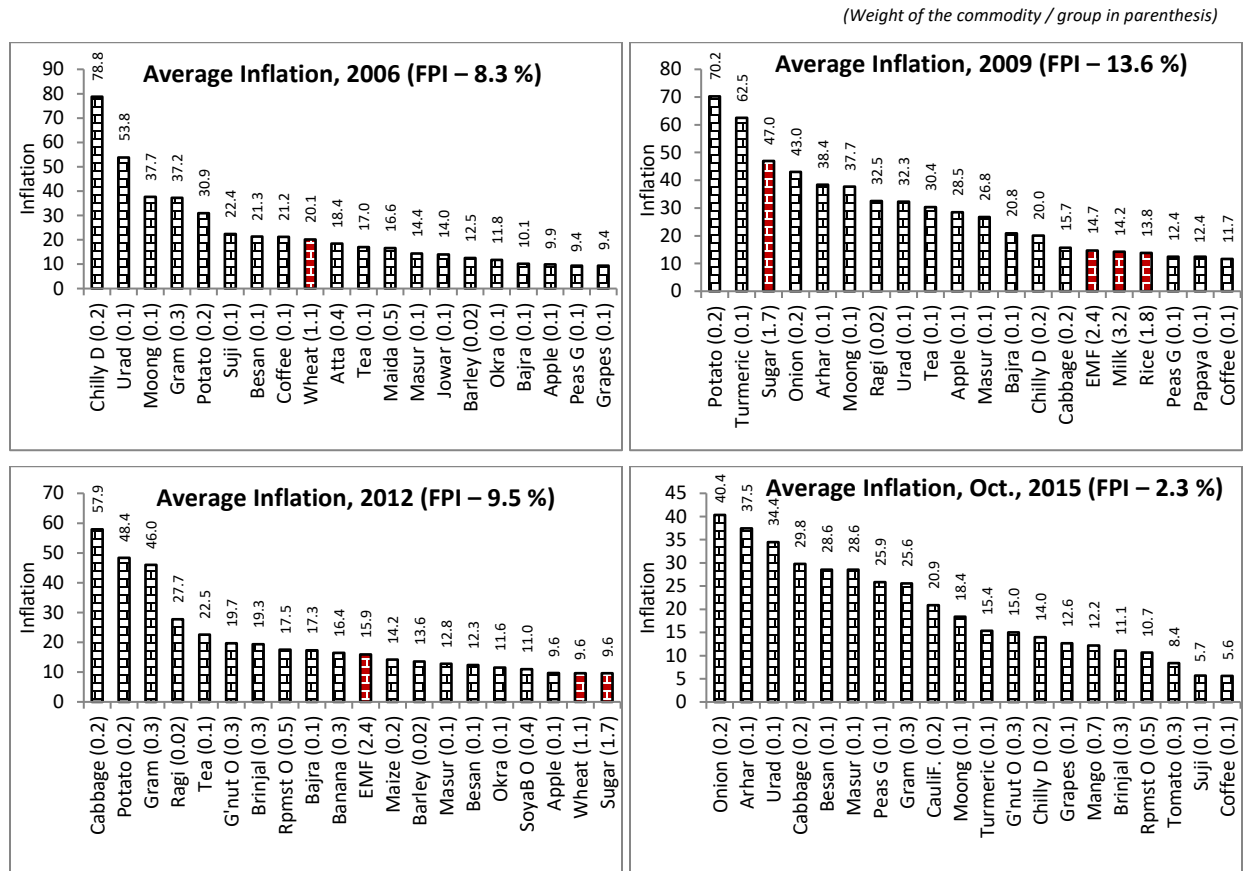 (Weight of the commodity / group in parenthesis)
Average Inflation, 2006 (FPI – 8.3 %)
Inflation
90
80
70
60
50
40
30
20
10
0
78.8
53.8
37.7
37.2
30.9
22.4
21.3
21.2
20.1
18.4
17.0
16.6
14.4
14.0
12.5
11.8
10.1
9.9
9.4
9.4
Chilly D (0.2)
Urad (0.1)
Moong (0.1)
Gram (0.3)
Potato (0.2)
Suji (0.1)
Besan (0.1)
Coffee (0.1)
Wheat (1.1)
Atta (0.4)
Tea (0.1)
Maida (0.5)
Masur (0.1)
Jowar (0.1)
Barley (0.02)
Okra (0.1)
Bajra (0.1)
Apple (0.1)
Peas G (0.1)
Grapes (0.1)
Average Inflation, 2009 (FPI – 13.6 %)
Inflation
80
70
60
50
40
30
20
10
0
70.2
62.5
47.0
43.0
38.4
37.7
32.5
32.3
30.4
28.5
26.8
20.8
20.0
15.7
14.7
14.2
13.8
12.4
12.4
11.7
Potato (0.2)
Turmeric (0.1)
Sugar (1.7)
Onion (0.2)
Arhar (0.1)
Moong (0.1)
Ragi (0.02)
Urad (0.1)
Tea (0.1)
Apple (0.1)
Masur (0.1)
Bajra (0.1)
Chilly D (0.2)
Cabbage (0.2)
EMF (2.4)
Milk (3.2)
Rice (1.8)
Peas G (0.1)
Papaya (0.1)
Coffee (0.1)
Average Inflation, 2012 (FPI – 9.5 %)
Inflation
70
60
50
40
30
20
10
0
57.9
48.4
46.0
27.7
22.5
19.7
19.3
17.5
17.3
16.4
15.9
14.2
13.6
12.8
12.3
11.6
11.0
9.6
9.6
9.6
Cabbage (0.2)
Potato (0.2)
Gram (0.3)
Ragi (0.02)
Tea (0.1)
G'nut O (0.3)
Brinjal (0.3)
Rpmst O (0.5)
Bajra (0.1)
Banana (0.3)
EMF (2.4)
Maize (0.2)
Barley (0.02)
Masur (0.1)
Besan (0.1)
Okra (0.1)
SoyaB O (0.4)
Apple (0.1)
Wheat (1.1)
Sugar (1.7)
Average Inflation, Oct., 2015 (FPI – 2.3 %)
Inflation
45
40
35
30
25
20
15
10
5
0
40.4
37.5
34.4
29.8
28.6
28.6
25.9
25.6
20.9
18.4
15.4
15.0
14.0
12.6
12.2
11.1
10.7
8.4
5.7
5.6
Onion (0.2)
Arhar (0.1)
Urad (0.1)
Cabbage (0.2)
Besan (0.1)
Masur (0.1)
Peas G (0.1)
Gram (0.3)
CauliF. (0.2)
Moong (0.1)
Turmeric (0.1)
G'nut O (0.3)
Chilly D (0.2)
Grapes (0.1)
Mango (0.7)
Brinjal (0.3)
Rpmst O (0.5)
Tomato (0.3)
Suji (0.1)
Coffee (0.1)